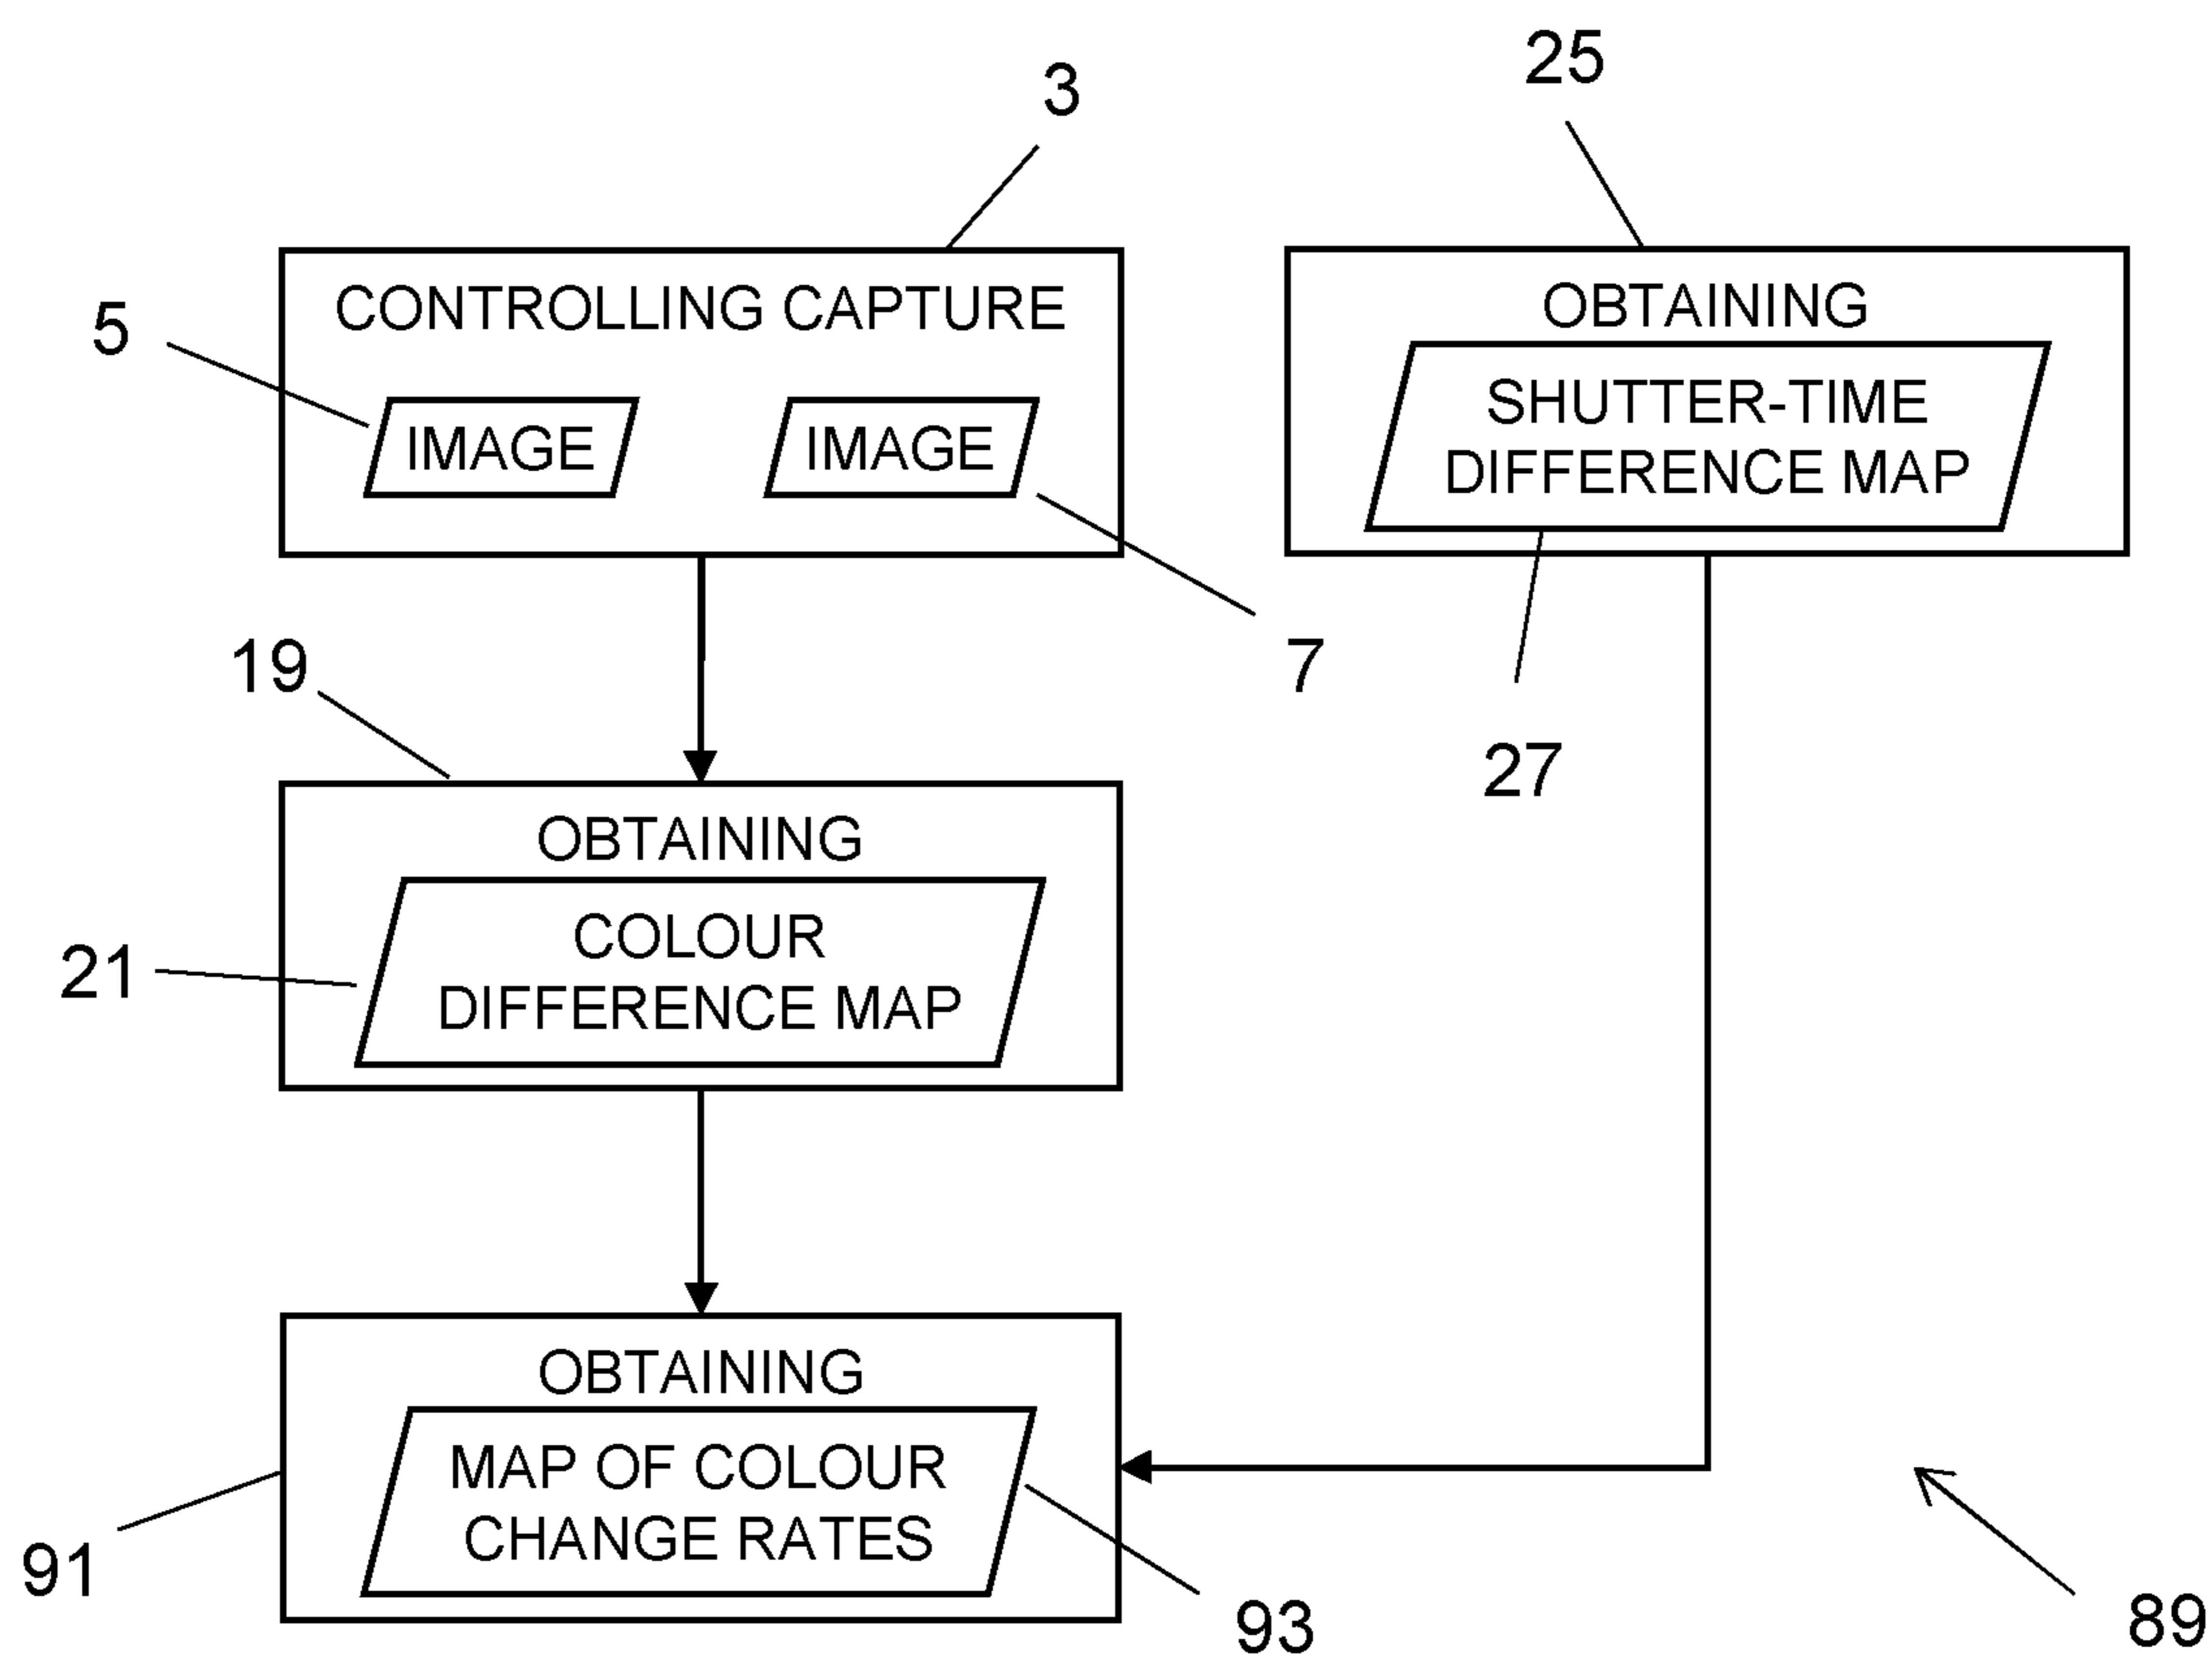 3
25
CONTROLLING CAPTURE
5
IMAGE
IMAGE
7
OBTAINING
SHUTTER-TIME
DIFFERENCE MAP
27
19
OBTAINING
COLOUR
DIFFERENCE MAP
21
OBTAINING
MAP OF COLOUR
CHANGE RATES
91
93
89